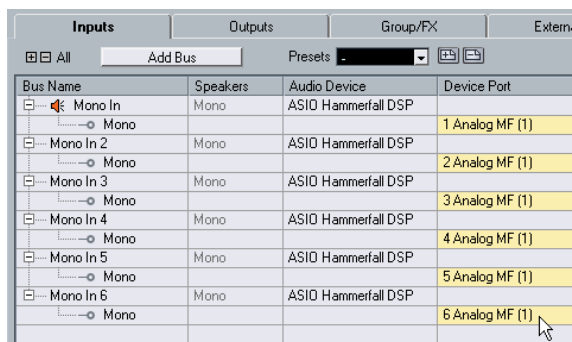 Inputs Outputs Group/FX Extern
All Add Bus Presets -
Bus Name Speakers Audio Device Device Port
Mono In Mono ASIO Hammerfall DSP
Mono 1 Analog MF (1)
Mono In 2 Mono ASIO Hammerfall DSP
Mono 2 Analog MF (1)
Mono In 3 Mono ASIO Hammerfall DSP
Mono 3 Analog MF (1)
Mono In 4 Mono ASIO Hammerfall DSP
Mono 4 Analog MF (1)
Mono In 5 Mono ASIO Hammerfall DSP
Mono 5 Analog MF (1)
Mono In 6 Mono ASIO Hammerfall DSP
Mono 6 Analog MF (1)